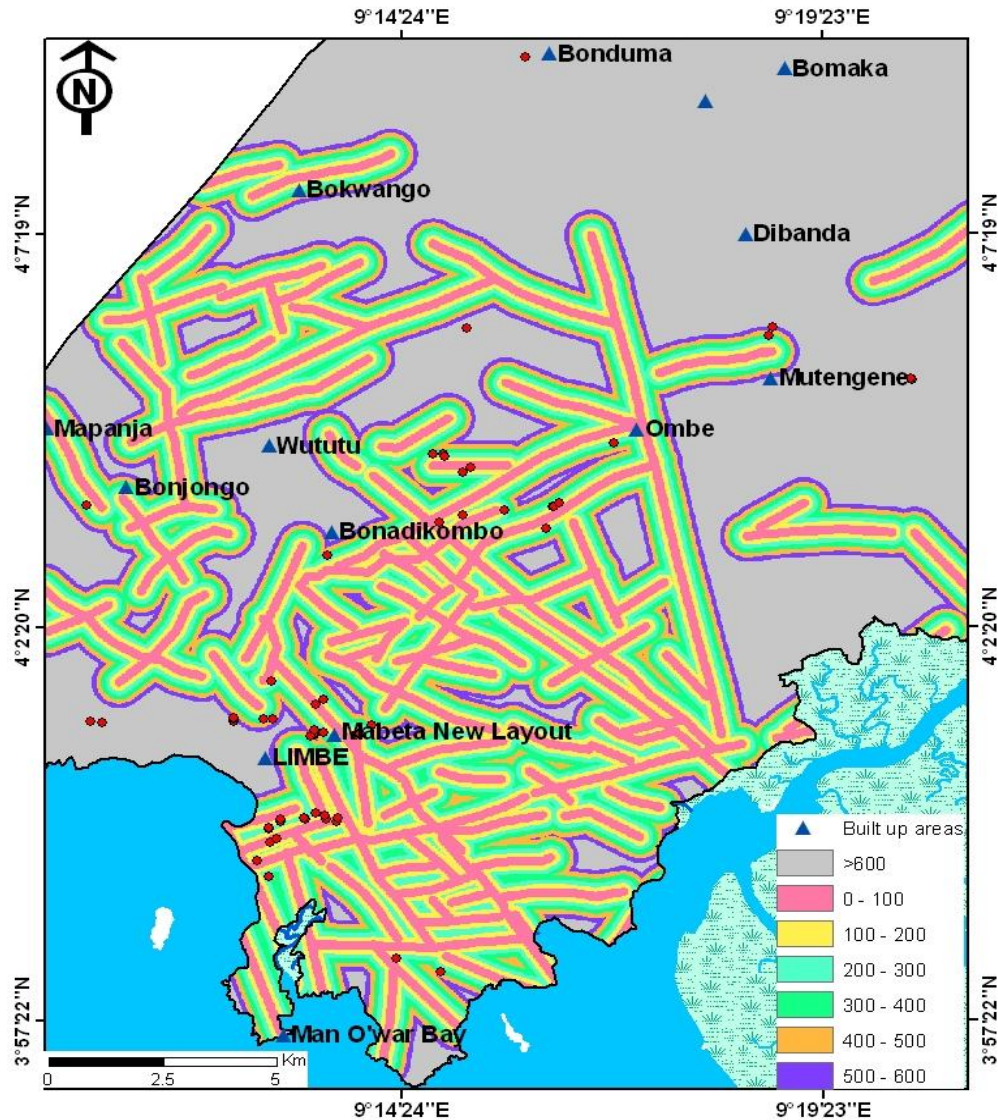 9°14'24"E
9°19'23"E
N
Bonduma
Bomaka
Bokwango
4°7'19"N
Dibanda
4°7'19"N
Mutengene
Mapanja
Ombe
Wututu
Bonjongo
Bonadikombo
4°2'20"N
4°2'20"N
Mabeta New Layout
LIMBE
Built up areas
>600
0 - 100
100 - 200
200 - 300
300 - 400
400 - 500
500 - 600
3°57'22"N
3°57'22"N
Man O'war Bay
Km
0
2.5
5
9°14'24"E
9°19'23"E